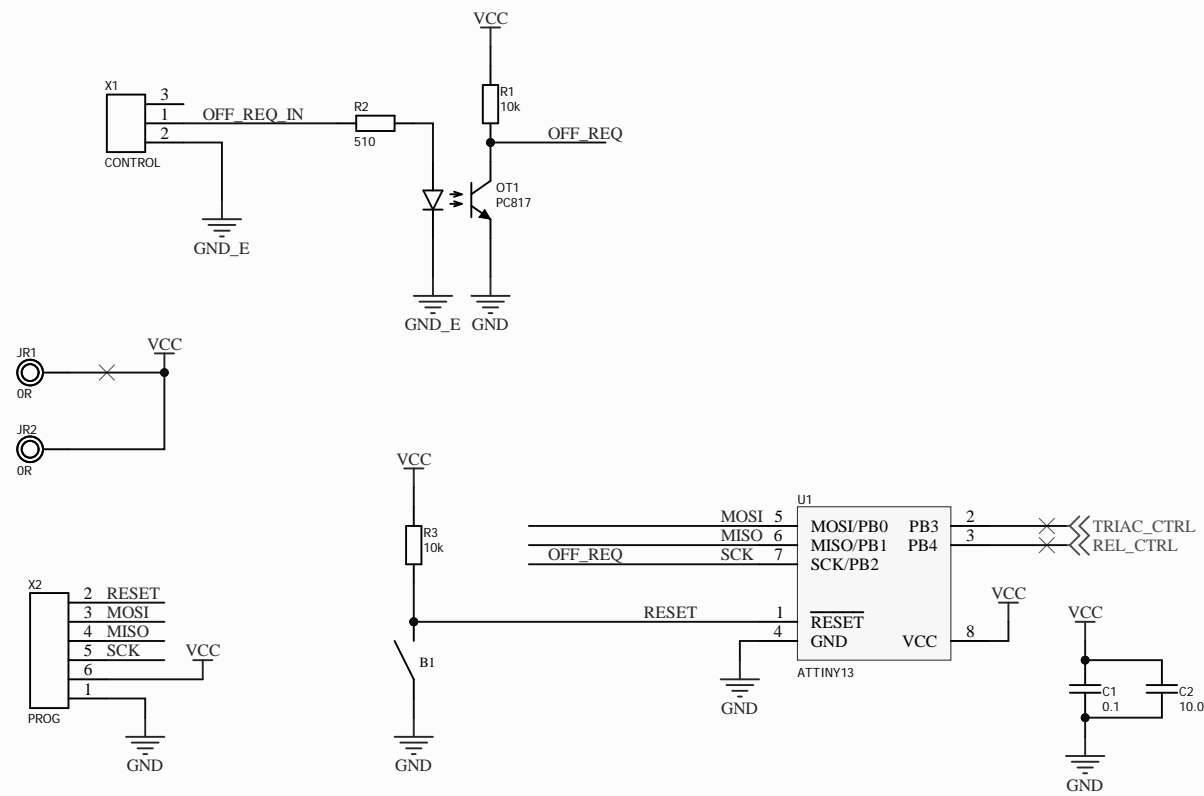 VCC
X1
3
1
2
OFF_REQ_IN
CONTROL
GND_E
R2
510
R1
10k
OFF_REQ
OT1
PC817
GND_E
GND
JR1
0R
VCC
JR2
0R
VCC
R3
10k
RESET
B1
GND
X2
2 RESET
3 MOSI
4 MISO
5 SCK
6
VCC
1
PROG
GND
U1
MOSI 5 MOSI/PB0 PB3 2 TRIAC_CTRL
MISO 6 MISO/PB1 PB4 3 REL_CTRL
OFF_REQ SCK 7 SCK/PB2
1 RESET
4 GND VCC 8
ATTINY13
GND
VCC
VCC
C1
0.1
C2
10.0
GND